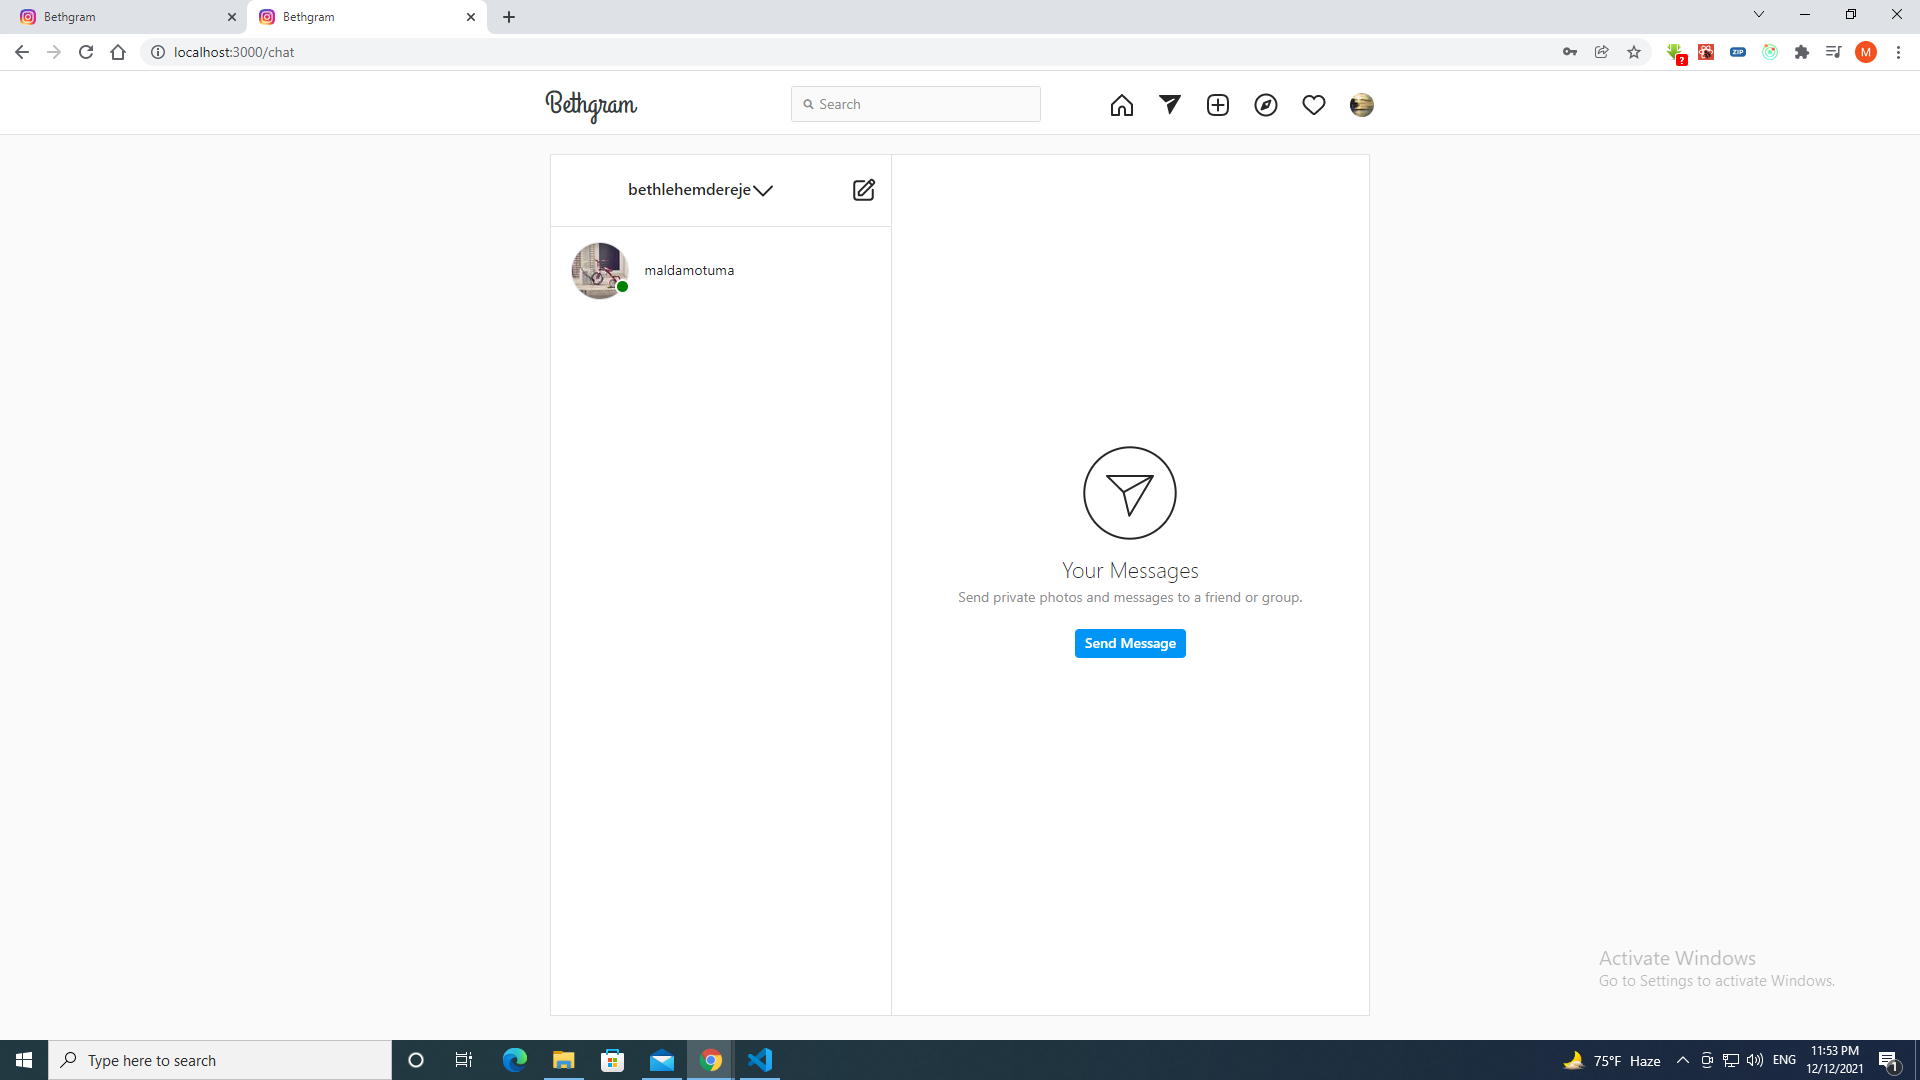 Bethgram
Bethgram
localhost:3000/chat
?
ZIP
M
Bethgram
Search
bethlehemdereje
maldamotuma
Your Messages
Send private photos and messages to a friend or group.
Send Message
Activate Windows
Go to Settings to activate Windows.
Type here to search
75°F Haze
ENG
11:53 PM
12/12/2021
1